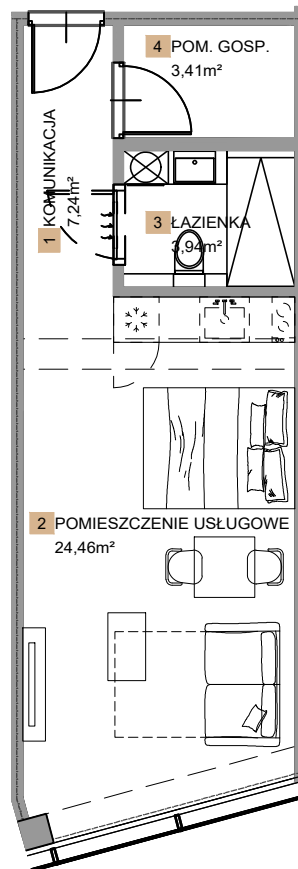 4 POM. GOSP.
3,41m²
1 KOMUNIKACJA
7,24m²
3 ŁAZIENKA
3,94m²
2 POMIESZCZENIE USŁUGOWE
24,46m²